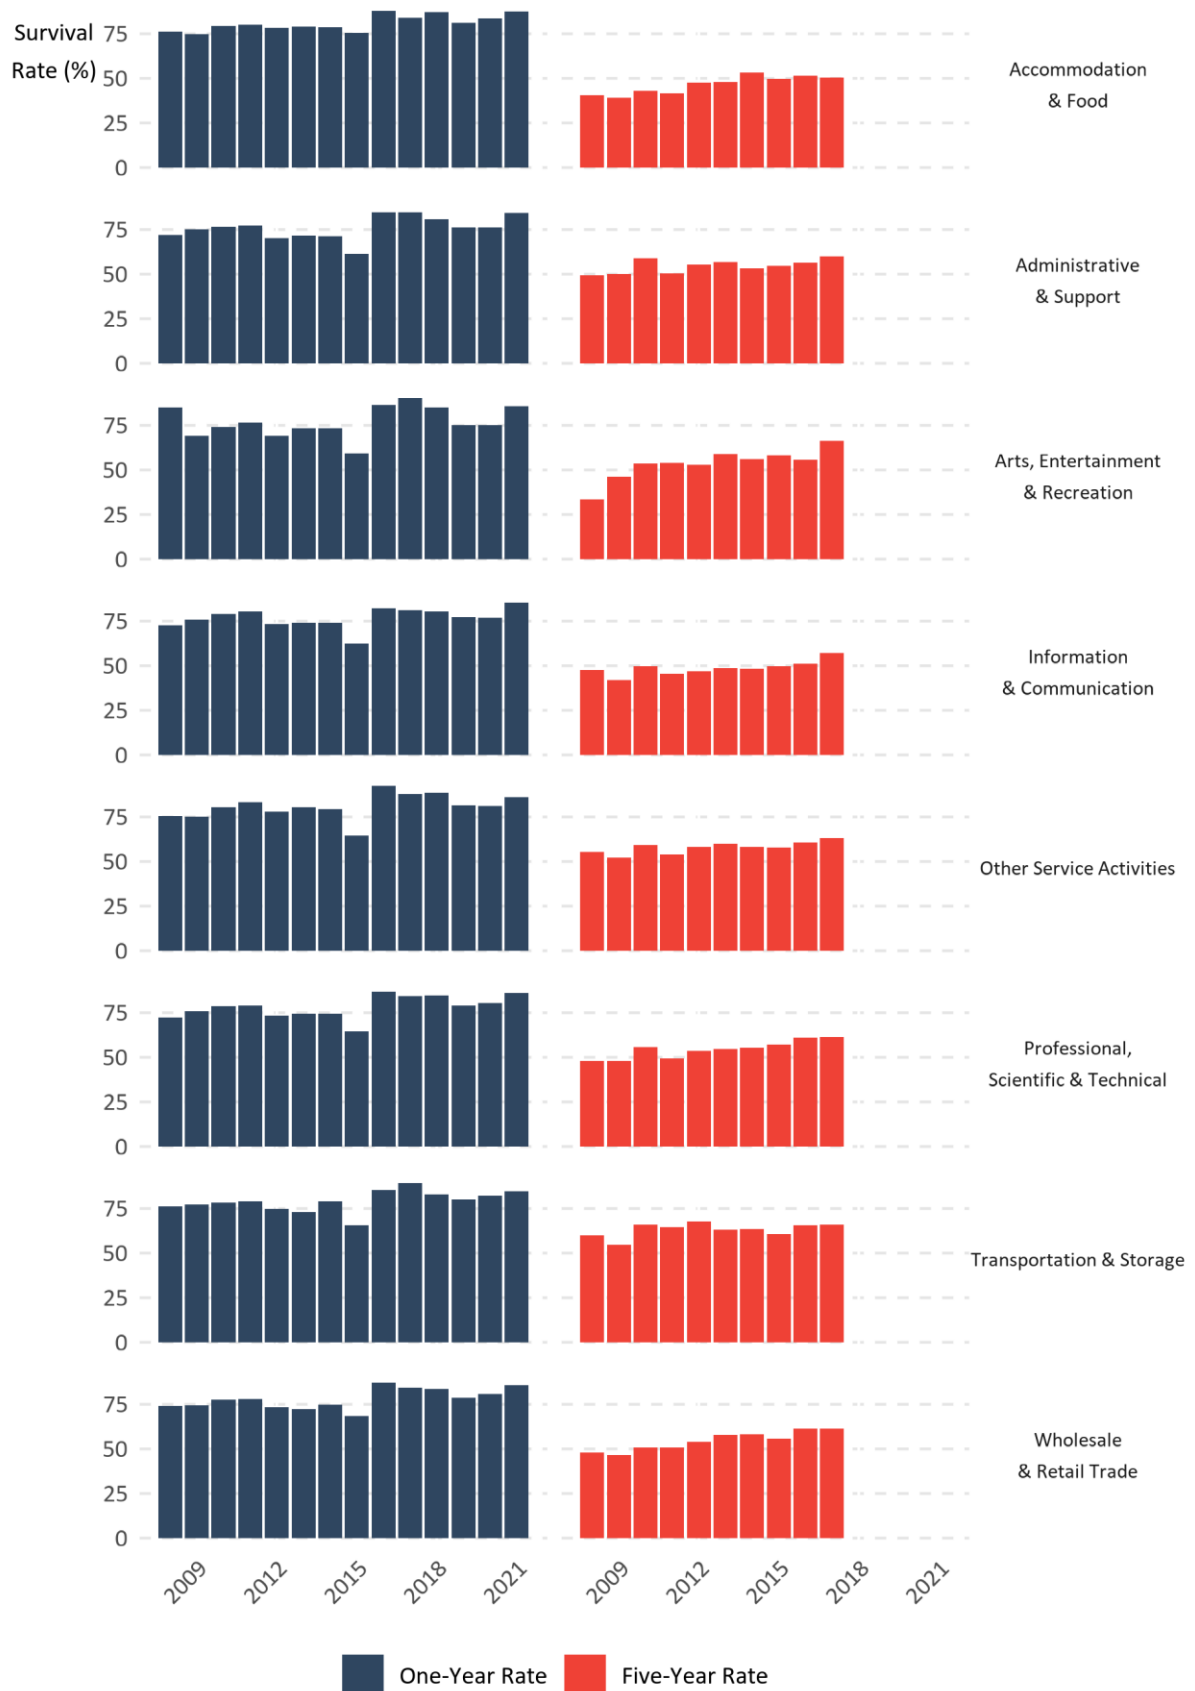 Survival
Rate (%)
75
50
25
0
Accommodation
& Food
75
50
25
0
Administrative
& Support
75
50
25
0
Arts, Entertainment
& Recreation
75
50
25
0
Information
& Communication
75
50
25
0
Other Service Activities
75
50
25
0
Professional,
Scientific & Technical
75
50
25
0
Transportation & Storage
75
50
25
0
Wholesale
& Retail Trade
2009 2012 2015 2018 2021 2009 2012 2015 2018 2021
One-Year Rate Five-Year Rate